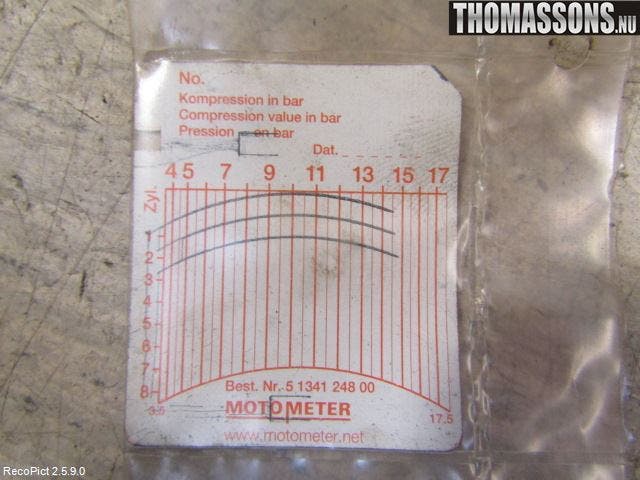 THOMASSONS.NU
No.
Kompression in bar
Compression value in bar
Pression en bar
Dat.
4 5 7 9 11 13 15 17
Zyl.
1
2
3
4
5
6
7
8
3.5
17.5
Best. Nr. 5 1341 248 00
MOTOMETER
www.motometer.net
RecoPict 2.5.9.0